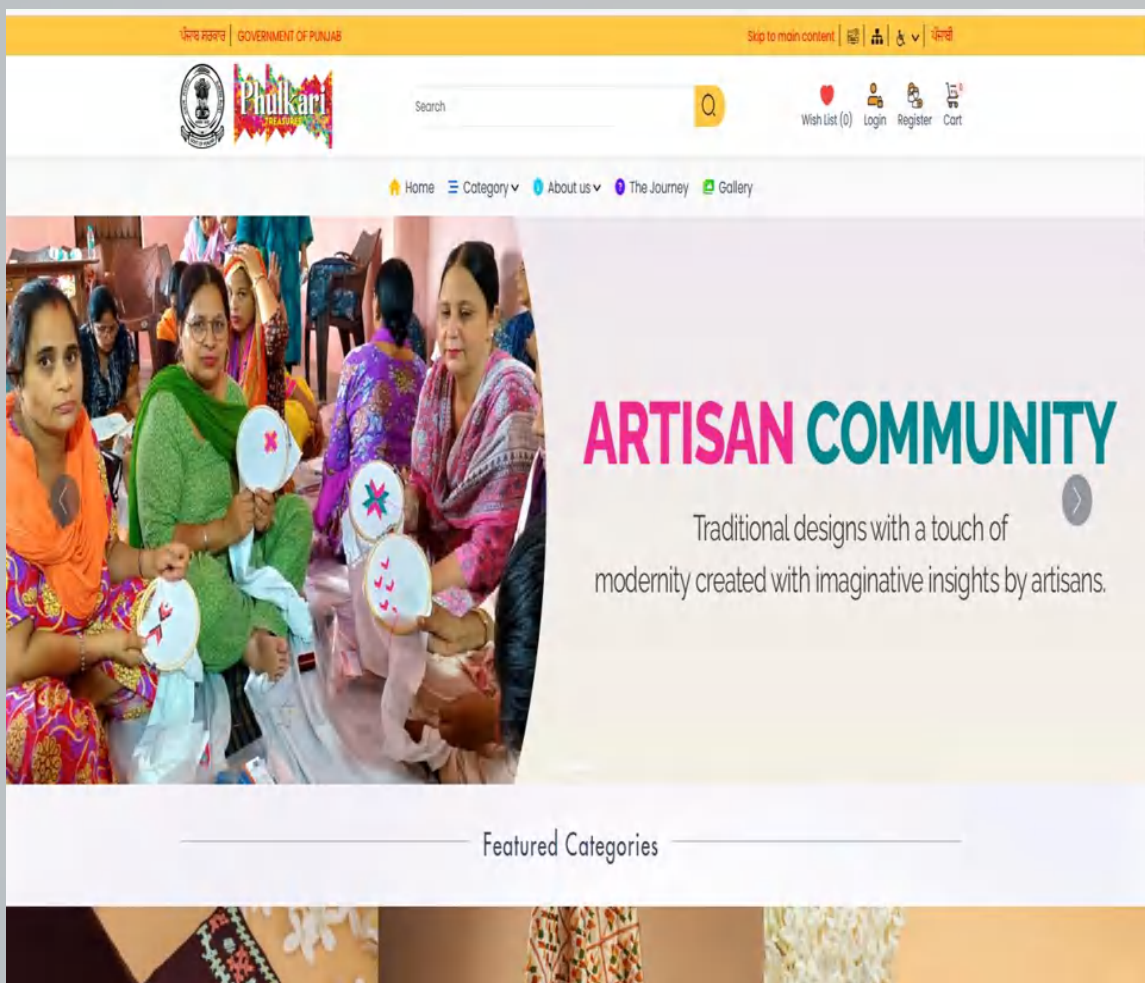 ਪੰਜਾਬ ਸਰਕਾਰ | GOVERNMENT OF PUNJAB
Skip to main content | ਪੰਜਾਬੀ
Phulkari
TREASURES
Search
Wish List (0) Login Register Cart 0
Home Category About us The Journey Gallery
ARTISAN COMMUNITY
Traditional designs with a touch of
modernity created with imaginative insights by artisans.
Featured Categories